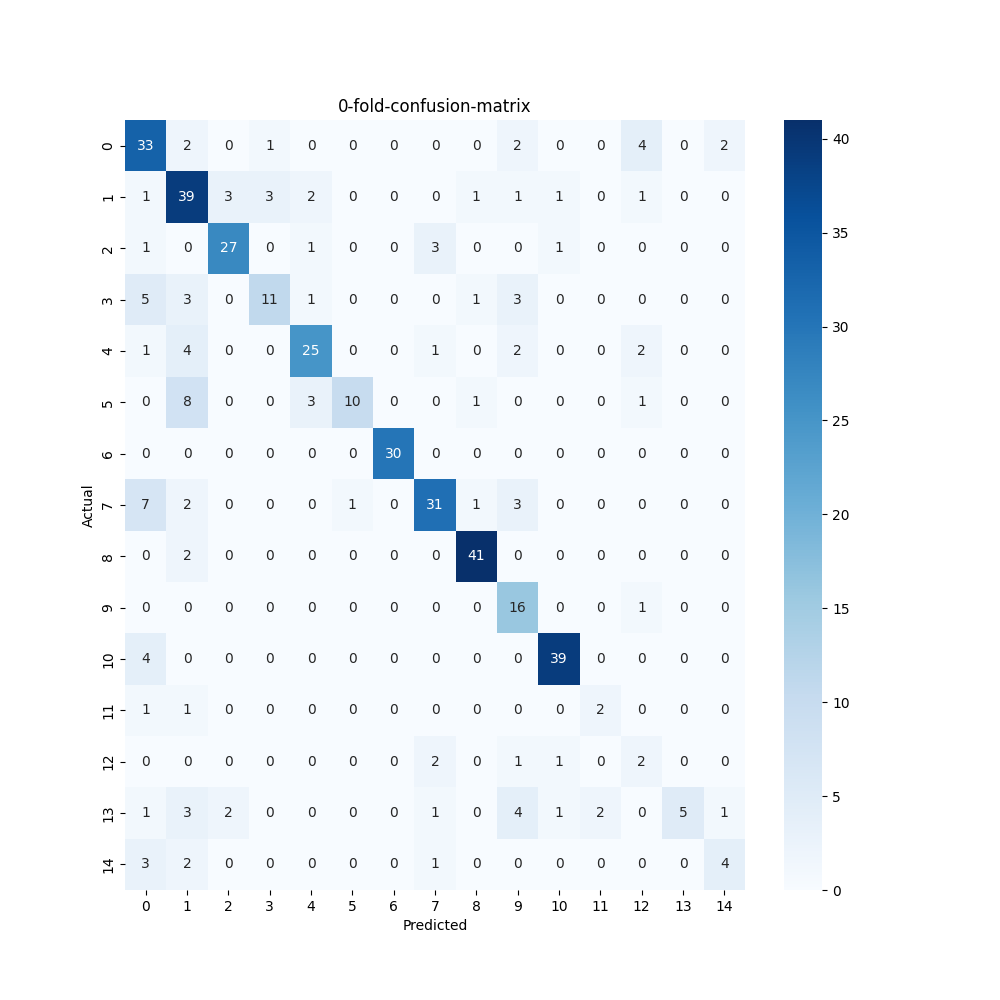 0-fold-confusion-matrix
0 33 2 0 1 0 0 0 0 0 2 0 0 4 0 2
1 1 39 3 3 2 0 0 0 1 1 1 0 1 0 0
2 1 0 27 0 1 0 0 3 0 0 1 0 0 0 0
3 5 3 0 11 1 0 0 0 1 3 0 0 0 0 0
4 1 4 0 0 25 0 0 1 0 2 0 0 2 0 0
5 0 8 0 0 3 10 0 0 1 0 0 0 1 0 0
6 0 0 0 0 0 0 30 0 0 0 0 0 0 0 0
7 7 2 0 0 0 1 0 31 1 3 0 0 0 0 0
8 0 2 0 0 0 0 0 0 41 0 0 0 0 0 0
9 0 0 0 0 0 0 0 0 0 16 0 0 1 0 0
10 4 0 0 0 0 0 0 0 0 0 39 0 0 0 0
11 1 1 0 0 0 0 0 0 0 0 0 2 0 0 0
12 0 0 0 0 0 0 0 2 0 1 1 0 2 0 0
13 1 3 2 0 0 0 0 1 0 4 1 2 0 5 1
14 3 2 0 0 0 0 0 1 0 0 0 0 0 0 4
0 1 2 3 4 5 6 7 8 9 10 11 12 13 14
Predicted
Actual
40
35
30
25
20
15
10
5
0